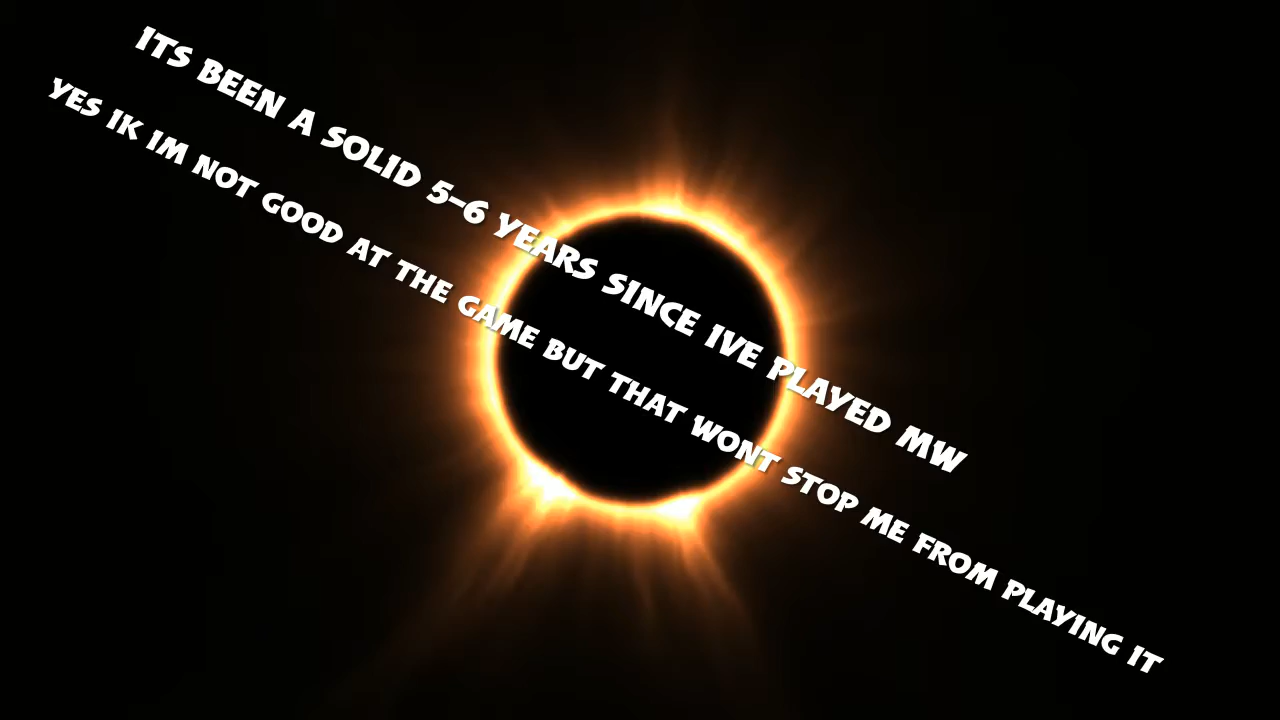 ITS BEEN A SOLID 5-6 YEARS SINCE IVE PLAYED MW
YES IK IM NOT GOOD AT THE GAME BUT THAT WONT STOP ME FROM PLAYING IT